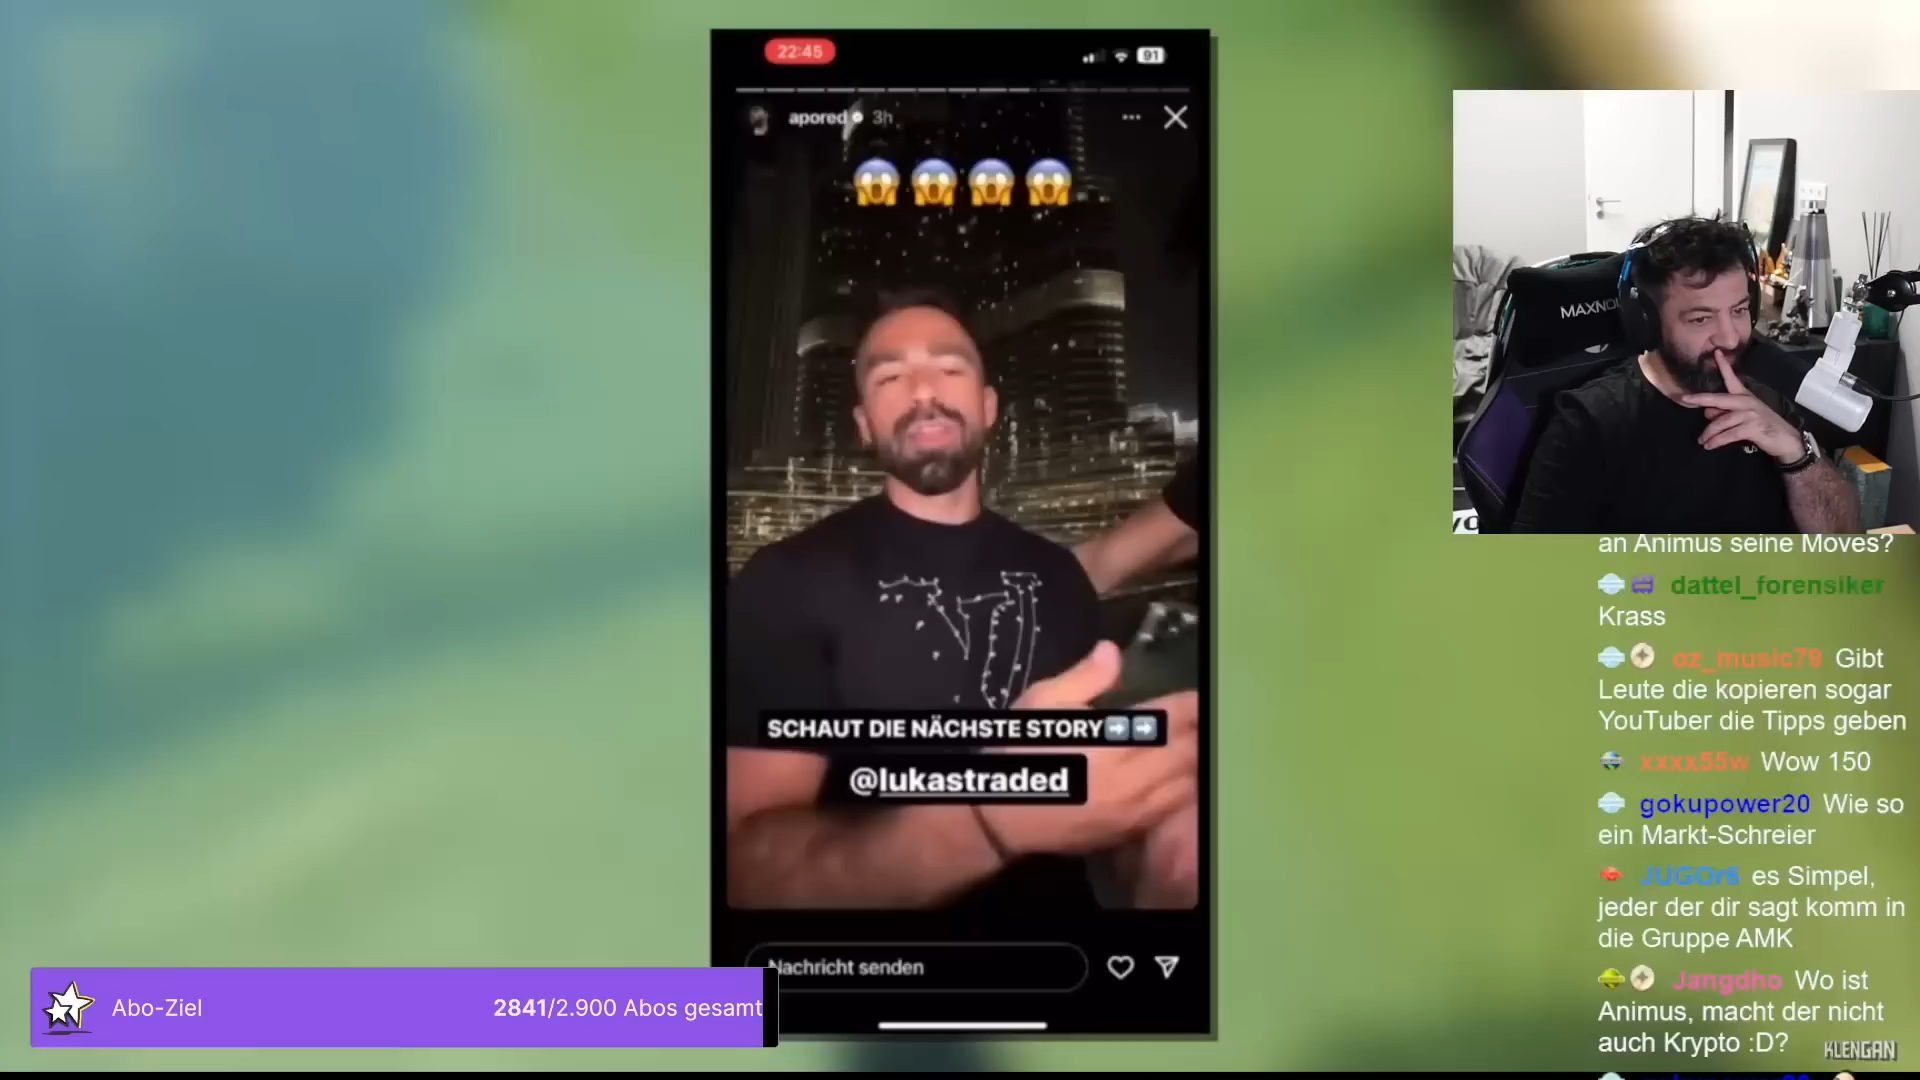 22:45
91
apored 3h
SCHAUT DIE NÄCHSTE STORY
@lukastraded
Nachricht senden
Abo-Ziel
2841/2.900 Abos gesamt
MAXNO
an Animus seine Moves?
dattel_forensiker
Krass
oz_music79 Gibt
Leute die kopieren sogar
YouTuber die Tipps geben
xxxx55w Wow 150
gokupower20 Wie so
ein Markt-Schreier
JUGOr6 es Simpel,
jeder der dir sagt komm in
die Gruppe AMK
Jangdho Wo ist
Animus, macht der nicht
auch Krypto :D?
KLENGAN